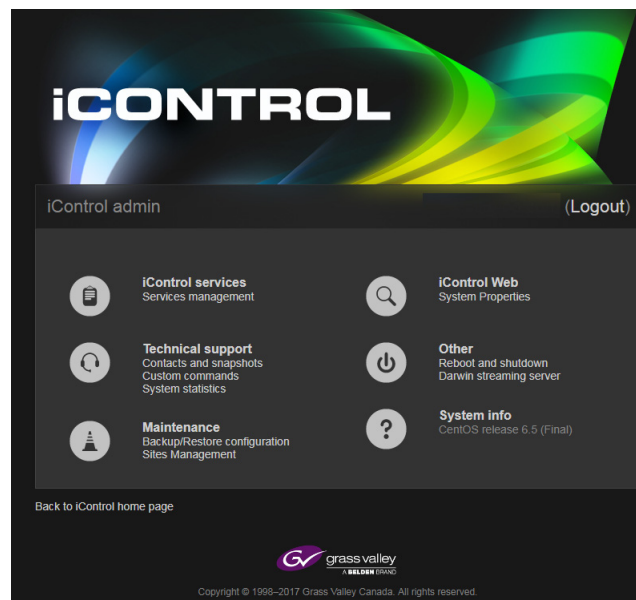 iCONTROL
iControl admin
(Logout)
iControl services
Services management
iControl Web
System Properties
Technical support
Contacts and snapshots
Custom commands
System statistics
Other
Reboot and shutdown
Darwin streaming server
Maintenance
Backup/Restore configuration
Sites Management
System info
CentOS release 6.5 (Final)
Back to iControl home page
grass valley
A BELDEN BRAND
Copyright © 1998–2017 Grass Valley Canada. All rights reserved.